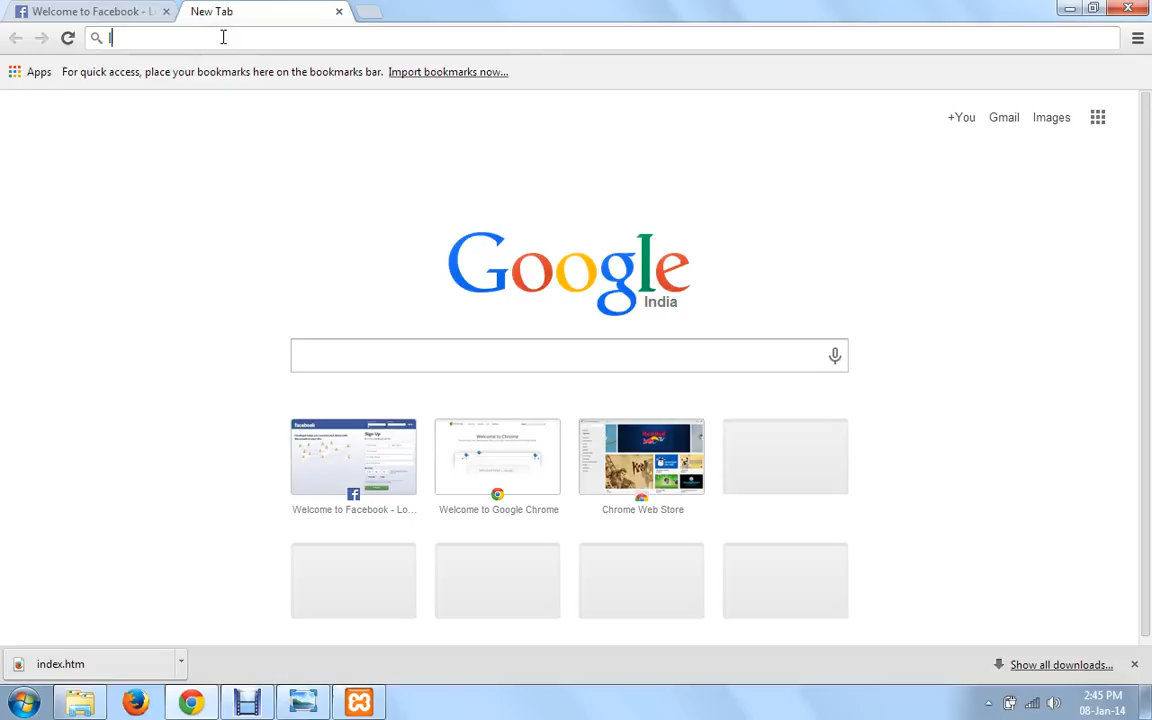 Welcome to Facebook - L
New Tab
l
Apps
For quick access, place your bookmarks here on the bookmarks bar. Import bookmarks now...
+You Gmail Images
Google
India
Welcome to Facebook - Lo...
Welcome to Google Chrome
Chrome Web Store
index.htm
Show all downloads...
2:45 PM
08-Jan-14